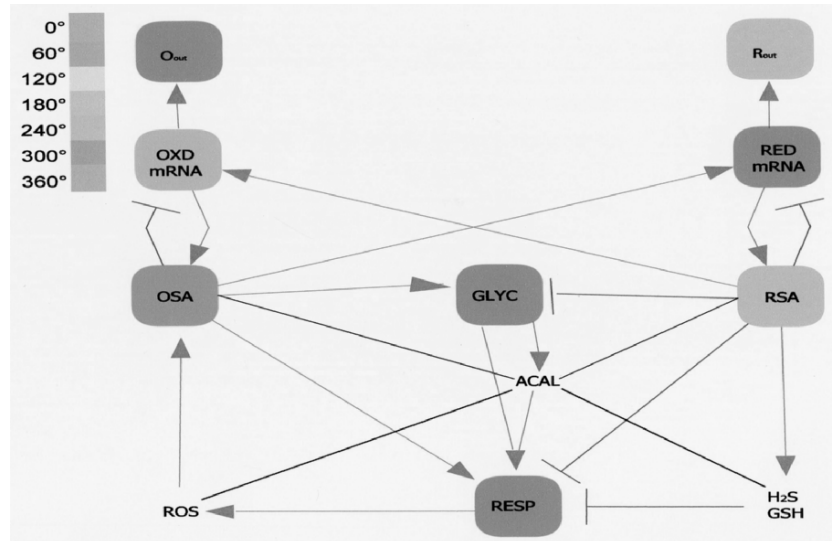 0°
60°
120°
180°
240°
300°
360°
Oout
Rout
OXD
mRNA
RED
mRNA
OSA
GLYC
RSA
ACAL
ROS
RESP
H₂S
GSH